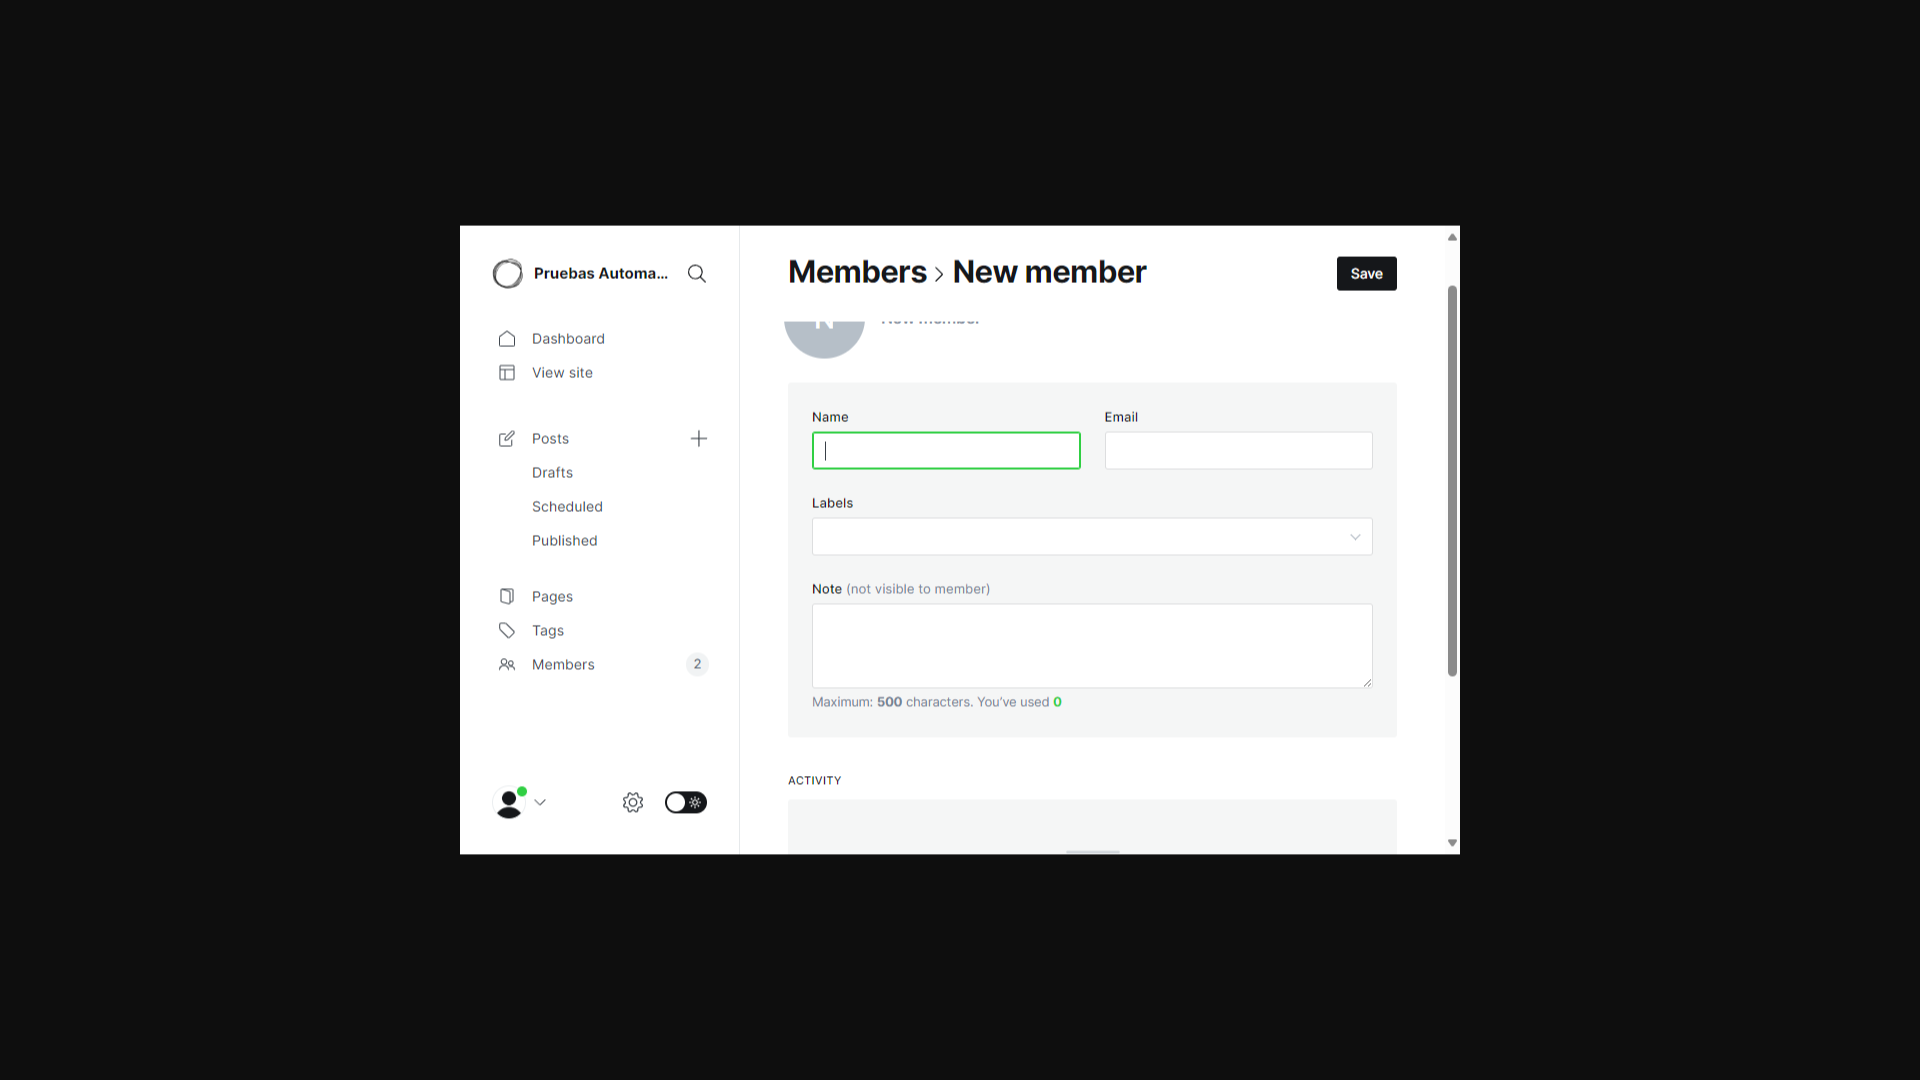 Pruebas Automa...
Dashboard
View site
Posts
Drafts
Scheduled
Published
Pages
Tags
Members 2
Members > New member
Save
Name
Email
Labels
Note (not visible to member)
Maximum: 500 characters. You've used 0
ACTIVITY